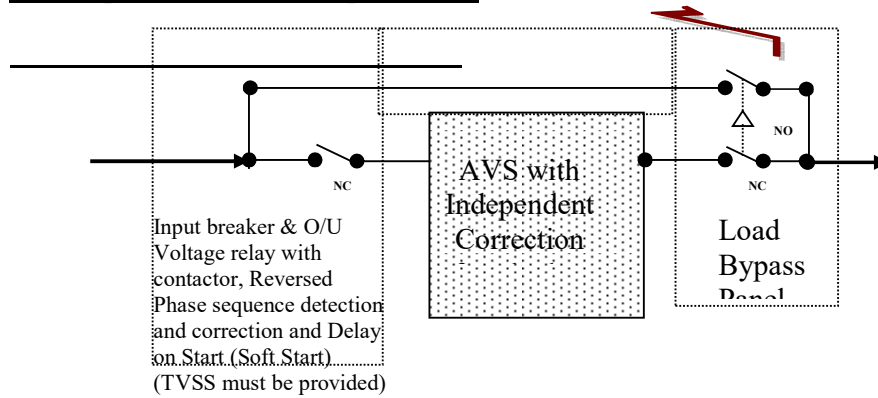 NO
NC
NC
AVS with
Independent
Correction
Input breaker & O/U
Voltage relay with
contactor, Reversed
Phase sequence detection
and correction and Delay
on Start (Soft Start)
(TVSS must be provided)
Load
Bypass
Panel